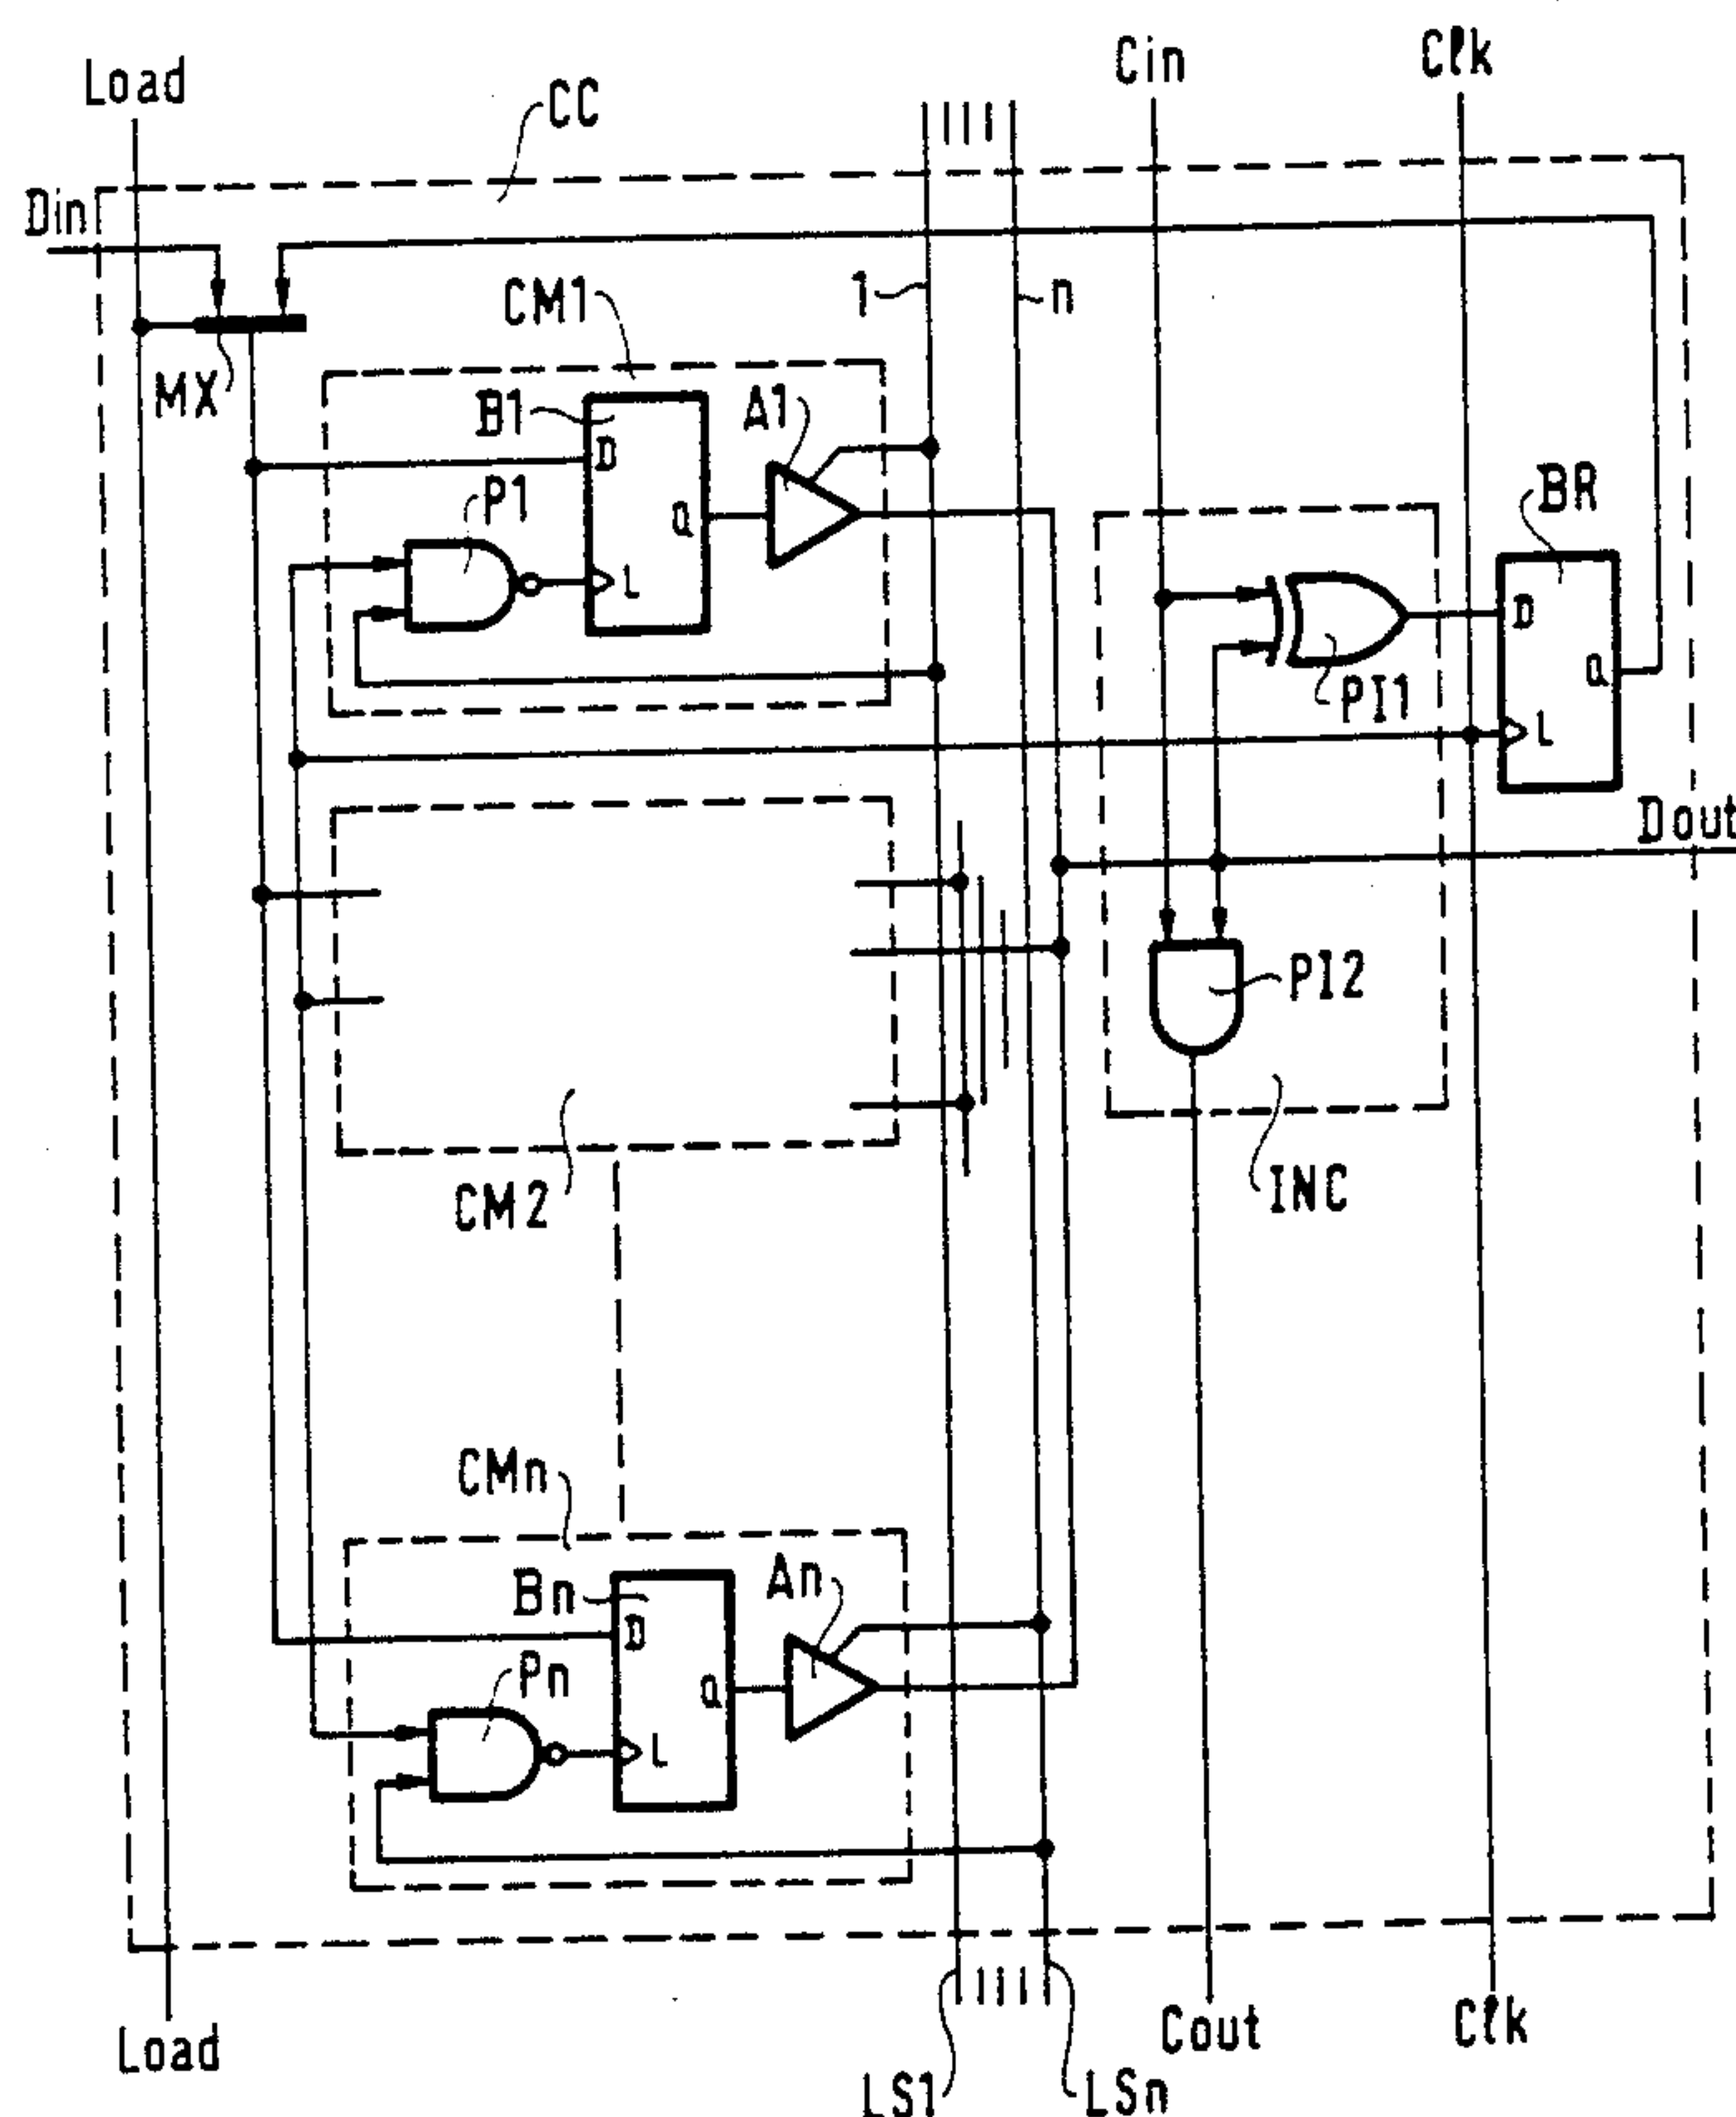 Load
CC
Cin
Clk
Din
CM1
1
n
MX
B1
A1
D
P1
Q
L
BR
D
Q
PI1
L
Dout
PI2
CM2
INC
CMn
Bn
An
D
Pn
Q
L
Load
LS1
LSn
Cout
Clk